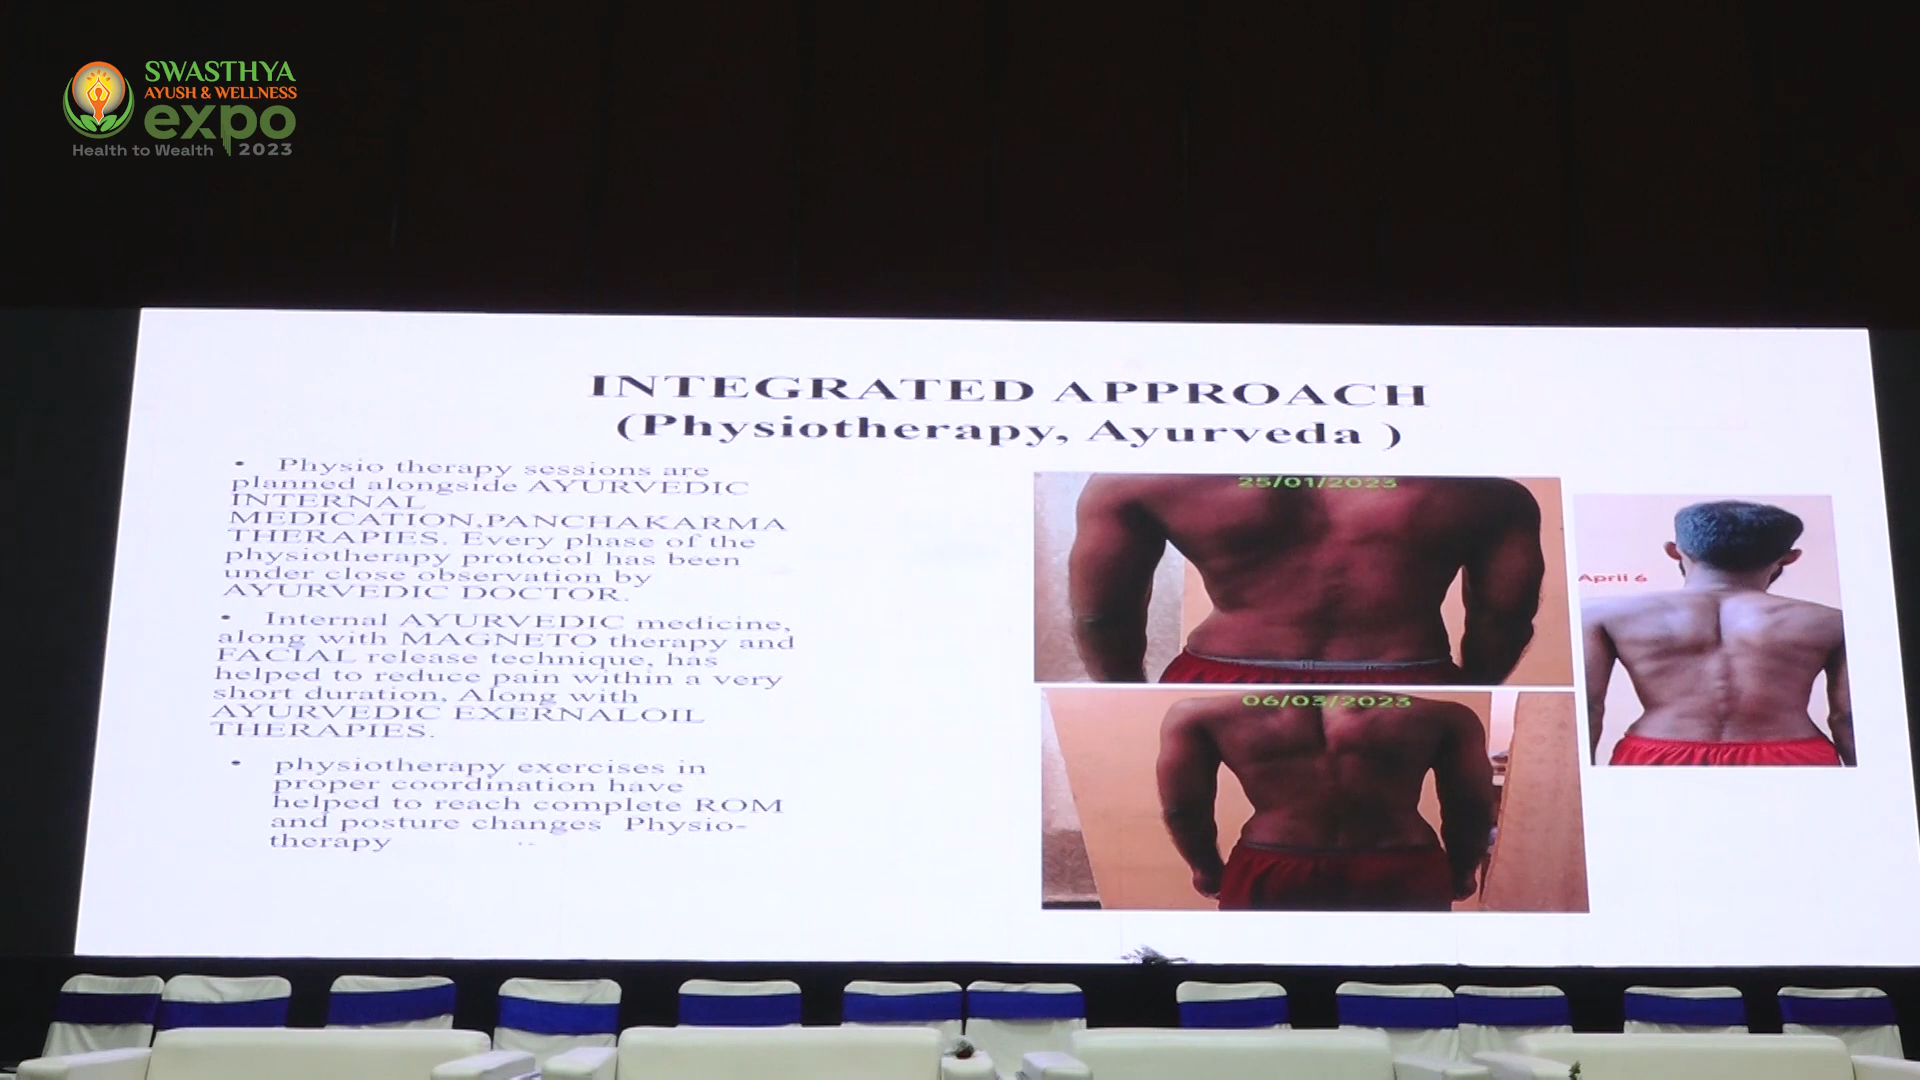 SWASTHYA
AYUSH & WELLNESS
expo
Health to Wealth 2023
INTEGRATED APPROACH
(Physiotherapy, Ayurveda )
• Physio therapy sessions are
planned alongside AYURVEDIC
INTERNAL
MEDICATION,PANCHAKARMA
THERAPIES. Every phase of the
physiotherapy protocol has been
under close observation by
AYURVEDIC DOCTOR.
• Internal AYURVEDIC medicine,
along with MAGNETO therapy and
FACIAL release technique, has
helped to reduce pain within a very
short duration, Along with
AYURVEDIC EXERNAL OIL
THERAPIES.
• physiotherapy exercises in
proper coordination have
helped to reach complete ROM
and posture changes Physio-
therapy
25/01/2023
06/03/2023
April 6